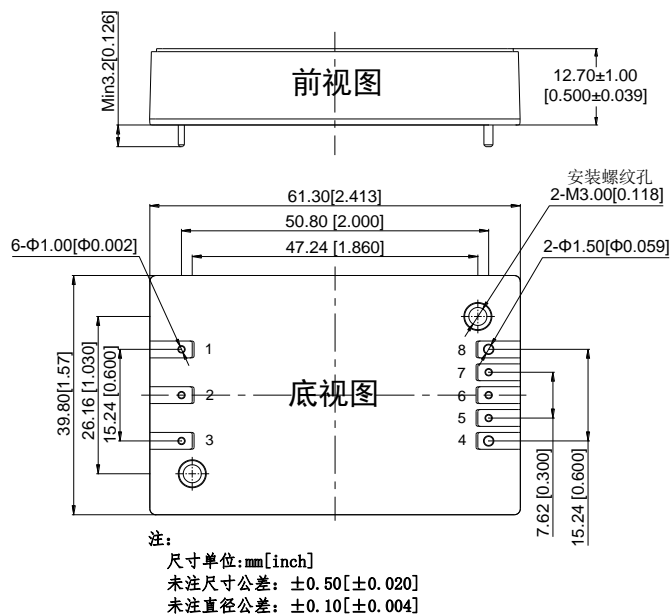 Min3.2[0.126]
前视图
12.70±1.00
[0.500±0.039]
安装螺纹孔
2-M3.00[0.118]
61.30[2.413]
50.80 [2.000]
47.24 [1.860]
6-Φ1.00[Φ0.002]
2-Φ1.50[Φ0.059]
39.80[1.57]
26.16 [1.030]
15.24 [0.600]
1
2
3
底视图
8
7
6
5
4
7.62 [0.300]
15.24 [0.600]
注:
尺寸单位:mm[inch]
未注尺寸公差: ±0.50[±0.020]
未注直径公差: ±0.10[±0.004]